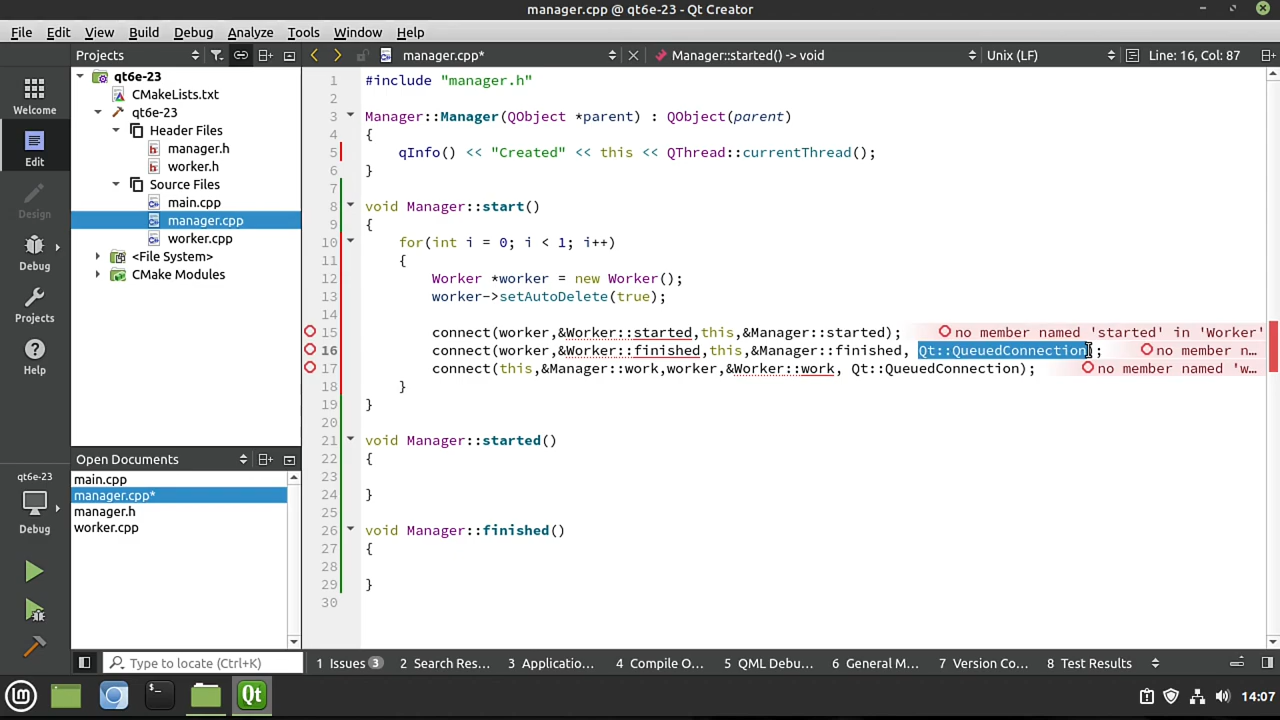 manager.cpp @ qt6e-23 - Qt Creator
File Edit View Build Debug Analyze Tools Window Help
Projects manager.cpp* Manager::started() -> void Unix (LF) Line: 16, Col: 87
Welcome
Edit
Design
Debug
Projects
Help
qt6e-23
Debug
qt6e-23
CMakeLists.txt
qt6e-23
Header Files
manager.h
worker.h
Source Files
main.cpp
manager.cpp
worker.cpp
<File System>
CMake Modules
Open Documents
main.cpp
manager.cpp*
manager.h
worker.cpp
1 #include "manager.h"
2
3 Manager::Manager(QObject *parent) : QObject(parent)
4 {
5 qInfo() << "Created" << this << QThread::currentThread();
6 }
7
8 void Manager::start()
9 {
10 for(int i = 0; i < 1; i++)
11 {
12 Worker *worker = new Worker();
13 worker->setAutoDelete(true);
14
15 connect(worker,&Worker::started,this,&Manager::started); no member named 'started' in 'Worker'
16 connect(worker,&Worker::finished,this,&Manager::finished, Qt::QueuedConnection); no member n…
17 connect(this,&Manager::work,worker,&Worker::work, Qt::QueuedConnection); no member named 'w…
18 }
19 }
20
21 void Manager::started()
22 {
23
24 }
25
26 void Manager::finished()
27 {
28
29 }
30
Type to locate (Ctrl+K) 1 Issues 3 2 Search Res… 3 Applicatio… 4 Compile O… 5 QML Debu… 6 General M… 7 Version Co… 8 Test Results
14:07